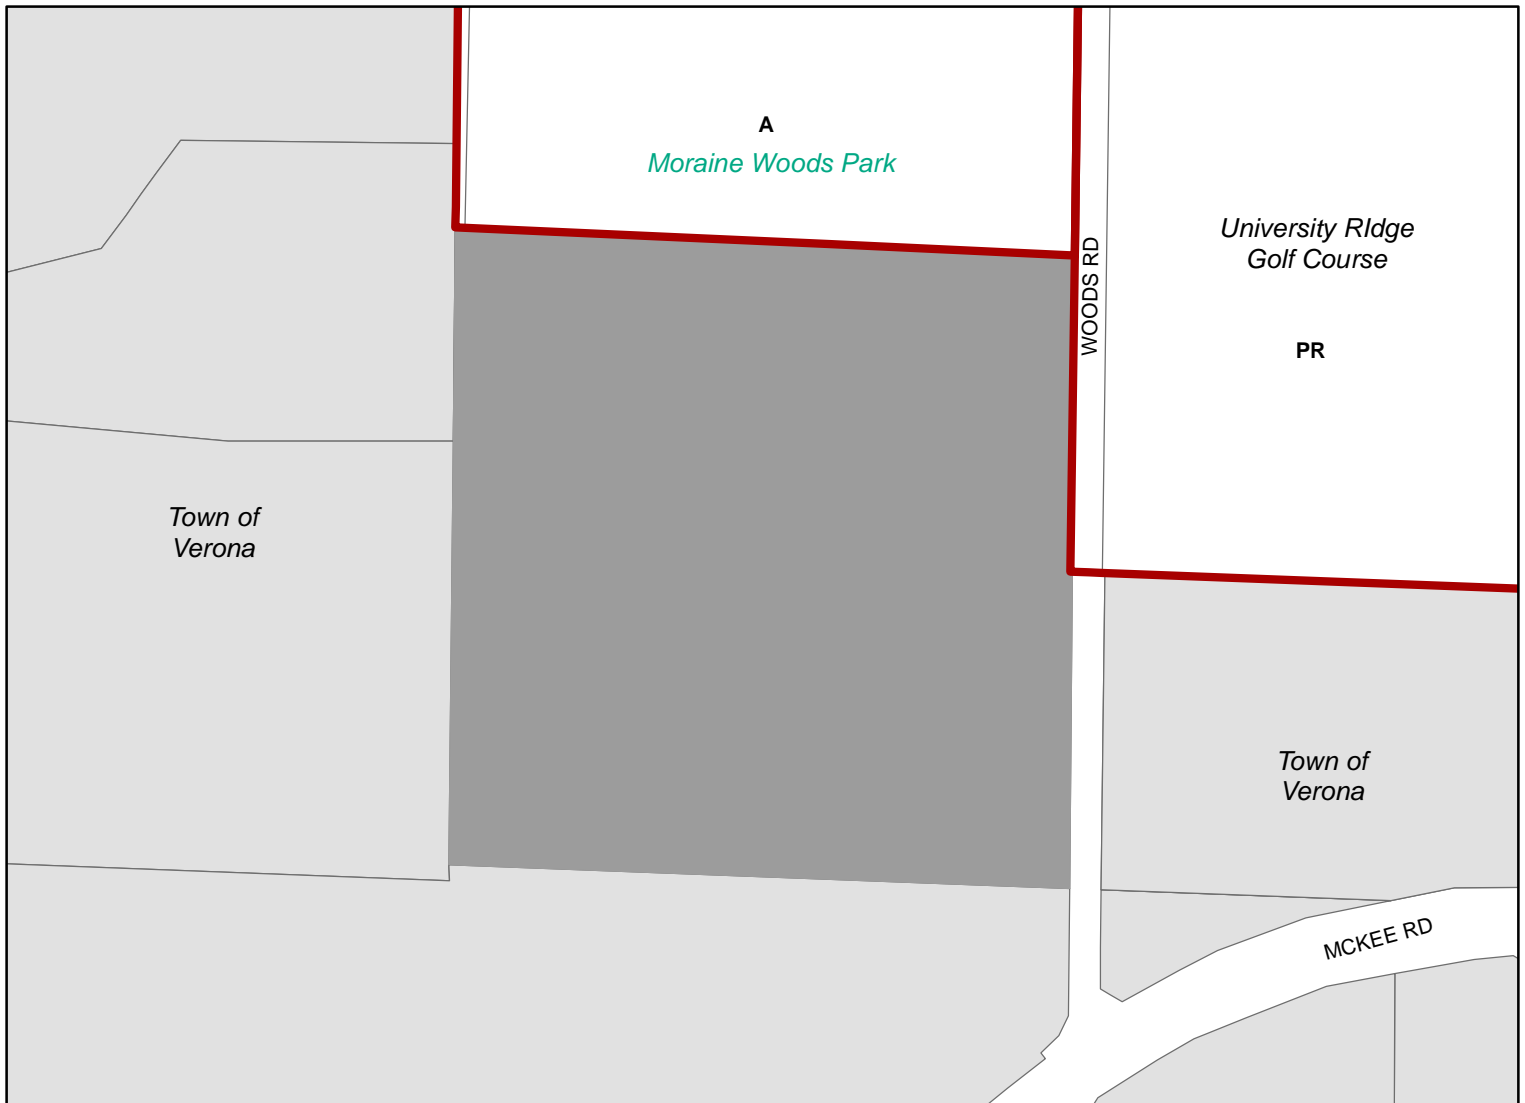 A
Moraine Woods Park
University RIdge
Golf Course
WOODS RD
PR
Town of
Verona
Town of
Verona
MCKEE RD